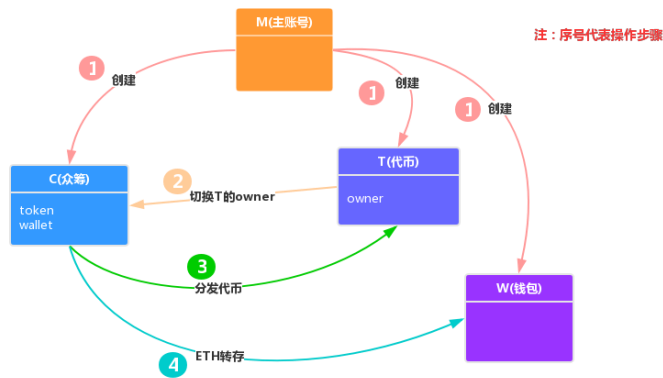 M(主账号)
注：序号代表操作步骤
1
创建
1
创建
1
创建
C(众筹)
token
wallet
2
切换T的owner
T(代币)
owner
3
分发代币
W(钱包)
4
ETH转存